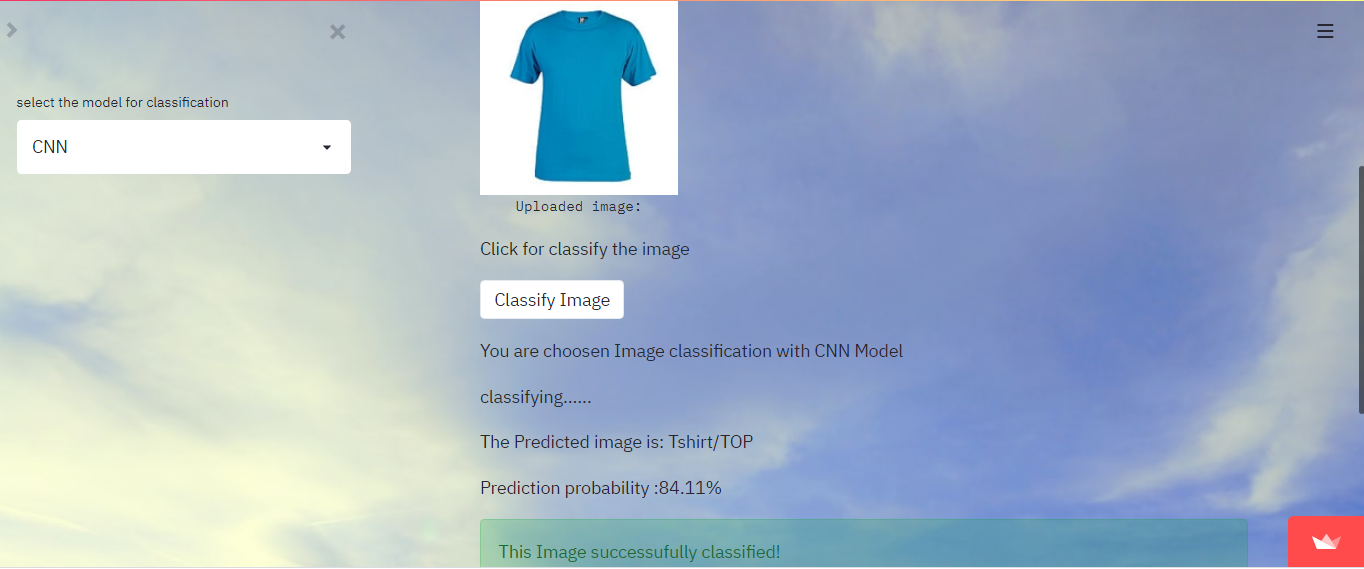 select the model for classification
CNN
Uploaded image:
Click for classify the image
Classify Image
You are choosen Image classification with CNN Model
classifying......
The Predicted image is: Tshirt/TOP
Prediction probability :84.11%
This Image successufully classified!